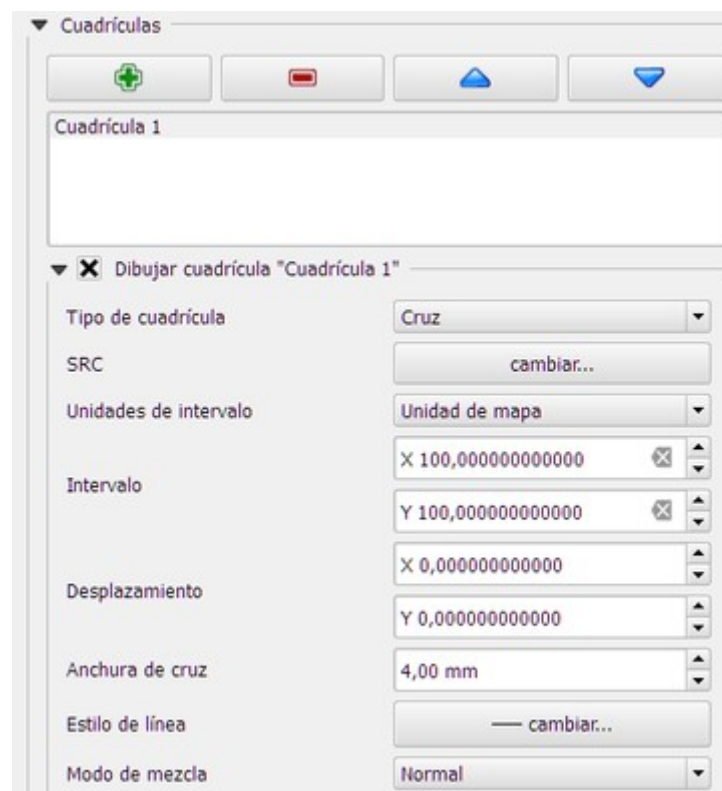 Cuadrículas
Cuadrícula 1
Dibujar cuadrícula "Cuadrícula 1"
Tipo de cuadrícula Cruz
SRC cambiar...
Unidades de intervalo Unidad de mapa
Intervalo
X 100,000000000000
Y 100,000000000000
Desplazamiento
X 0,000000000000
Y 0,000000000000
Anchura de cruz 4,00 mm
Estilo de línea cambiar...
Modo de mezcla Normal